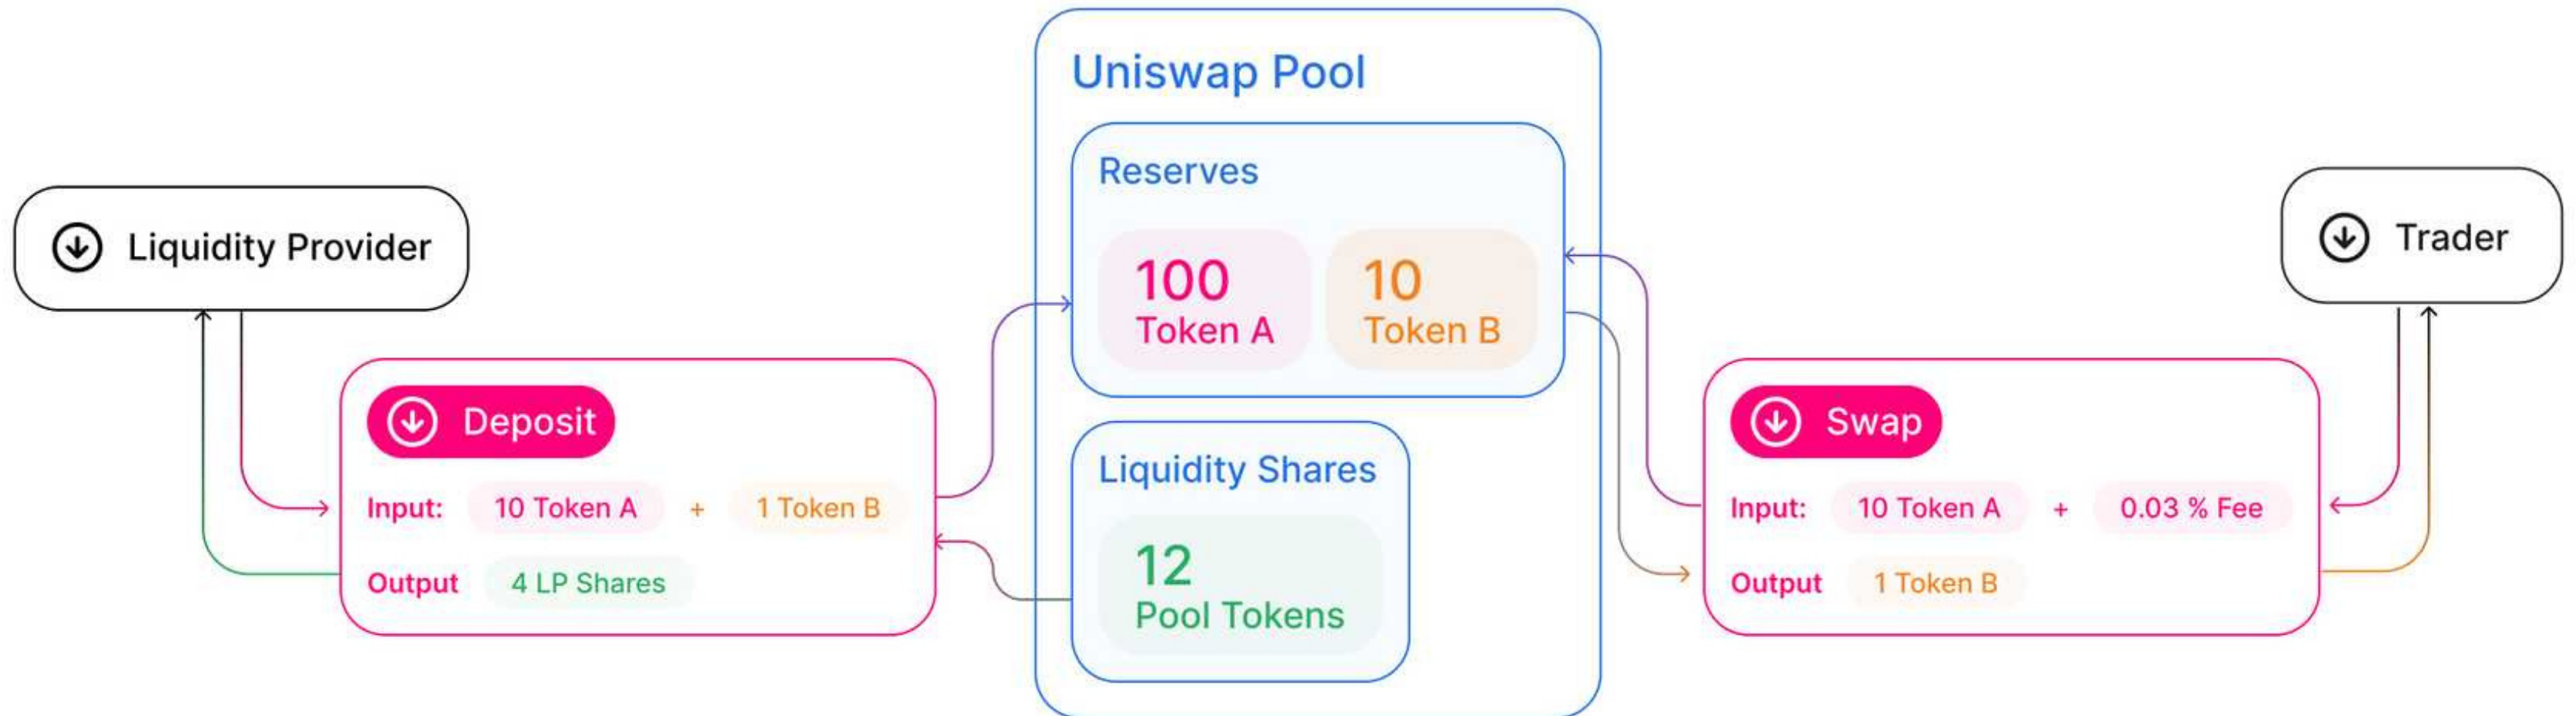 Uniswap Pool
Reserves
100
Token A
10
Token B
Liquidity Shares
12
Pool Tokens
Liquidity Provider
Deposit
Input: 10 Token A + 1 Token B
Output 4 LP Shares
Trader
Swap
Input: 10 Token A + 0.03 % Fee
Output 1 Token B